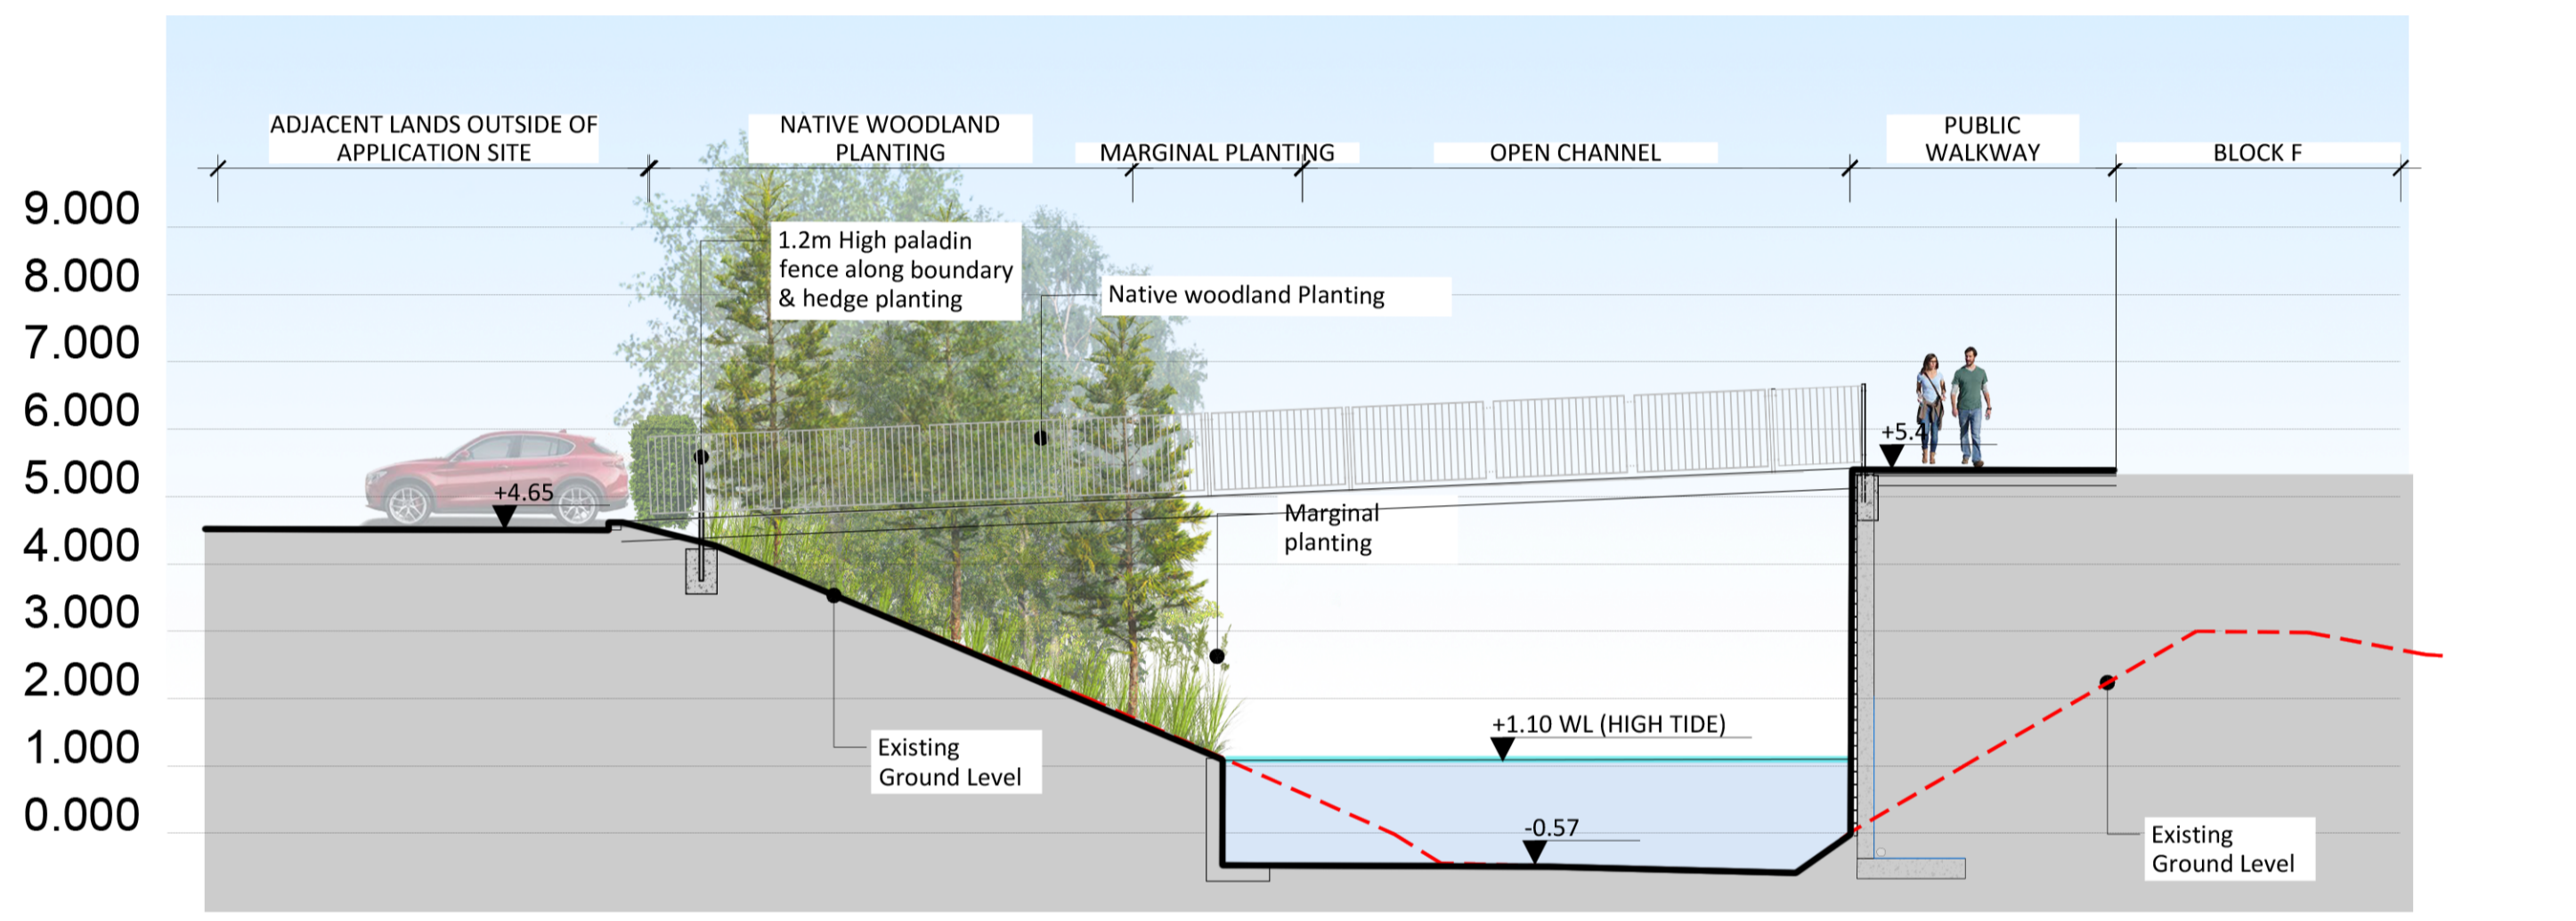 ADJACENT LANDS OUTSIDE OF
APPLICATION SITE
NATIVE WOODLAND
PLANTING
MARGINAL PLANTING
OPEN CHANNEL
PUBLIC
WALKWAY
BLOCK F
9.000
8.000
7.000
6.000
5.000
4.000
3.000
2.000
1.000
0.000
1.2m High paladin
fence along boundary
& hedge planting
Native woodland Planting
+5.4
+4.65
Marginal
planting
+1.10 WL (HIGH TIDE)
Existing
Ground Level
-0.57
Existing
Ground Level